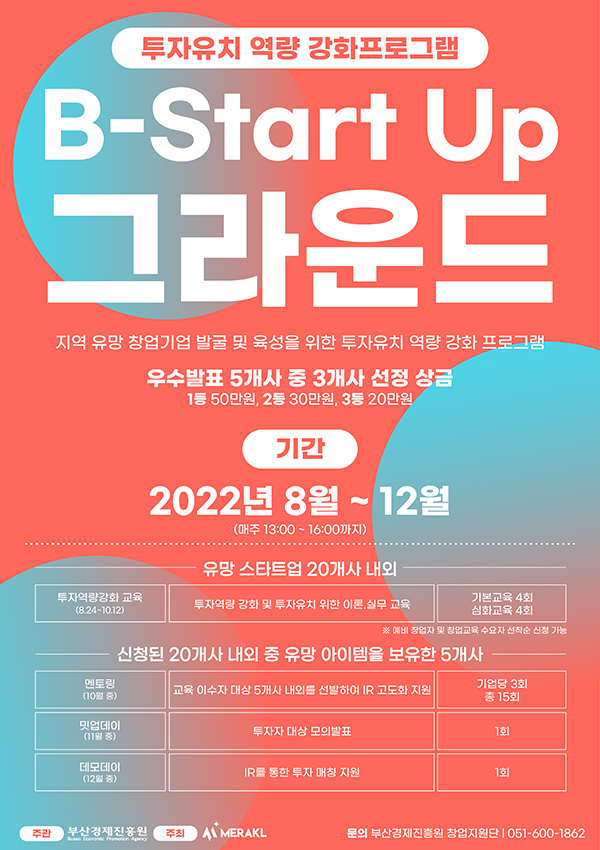 투자유치 역량 강화프로그램
B-Start Up
그라운드
지역 유망 창업기업 발굴 및 육성을 위한 투자유치 역량 강화 프로그램
우수발표 5개사 중 3개사 선정 상금
1등 50만원, 2등 30만원, 3등 20만원
기간
2022년 8월 ~ 12월
(매주 13:00 ~ 16:00까지)
유망 스타트업 20개사 내외
투자역량강화 교육
(8.24~10.12)
투자역량 강화 및 투자유치 위한 이론.실무 교육
기본교육 4회
심화교육 4회
※ 예비 창업자 및 창업교육 수요자 선착순 신청 가능
신청된 20개사 내외 중 유망 아이템을 보유한 5개사
멘토링
(10월 중)
교육 이수자 대상 5개사 내외를 선발하여 IR 고도화 지원
기업당 3회
총 15회
밋업데이
(11월 중)
투자자 대상 모의발표
1회
데모데이
(12월 중)
IR를 통한 투자 매칭 지원
1회
주관 부산경제진흥원 주최 MERAKL 문의 부산경제진흥원 창업지원단 | 051-600-1862
Busan Economic Promotion Agency